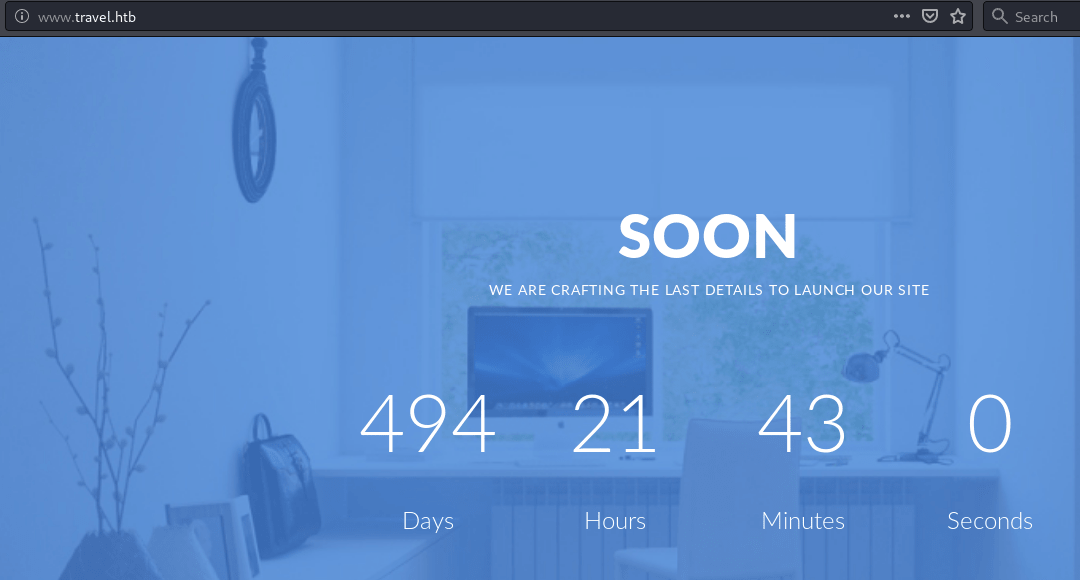 www.travel.htb
Search
SOON
WE ARE CRAFTING THE LAST DETAILS TO LAUNCH OUR SITE
494 21 43 0
Days Hours Minutes Seconds